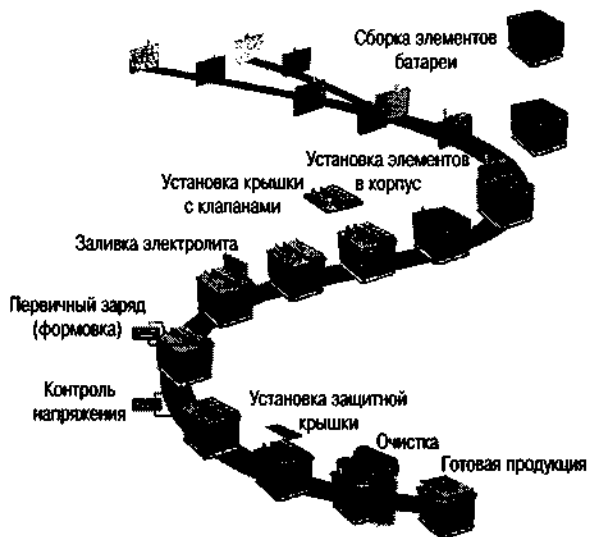 Сборка элементов
батареи
Установка элементов
в корпус
Установка крышки
с клапанами
Заливка электролита
Первичный заряд
(формовка)
Контроль
напряжения
Установка защитной
крышки
Очистка
Готовая продукция